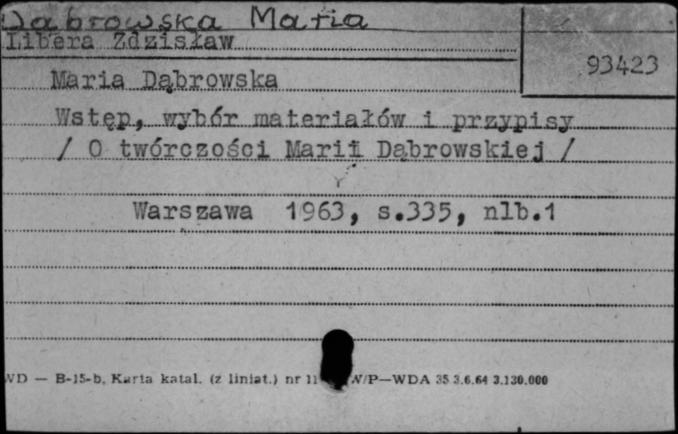 Dąbrowska Maria
Libera Zdzisław
93423
Maria Dąbrowska
Wstęp, wybór materiałów i przypisy
/ O twórczości Marii Dąbrowskiej /
Warszawa 1963, s.335, nlb.1
WD — B-15-b, Karta katal. (z liniat.) nr 11 W/P—WDA 35 3.6.64 3.130.000